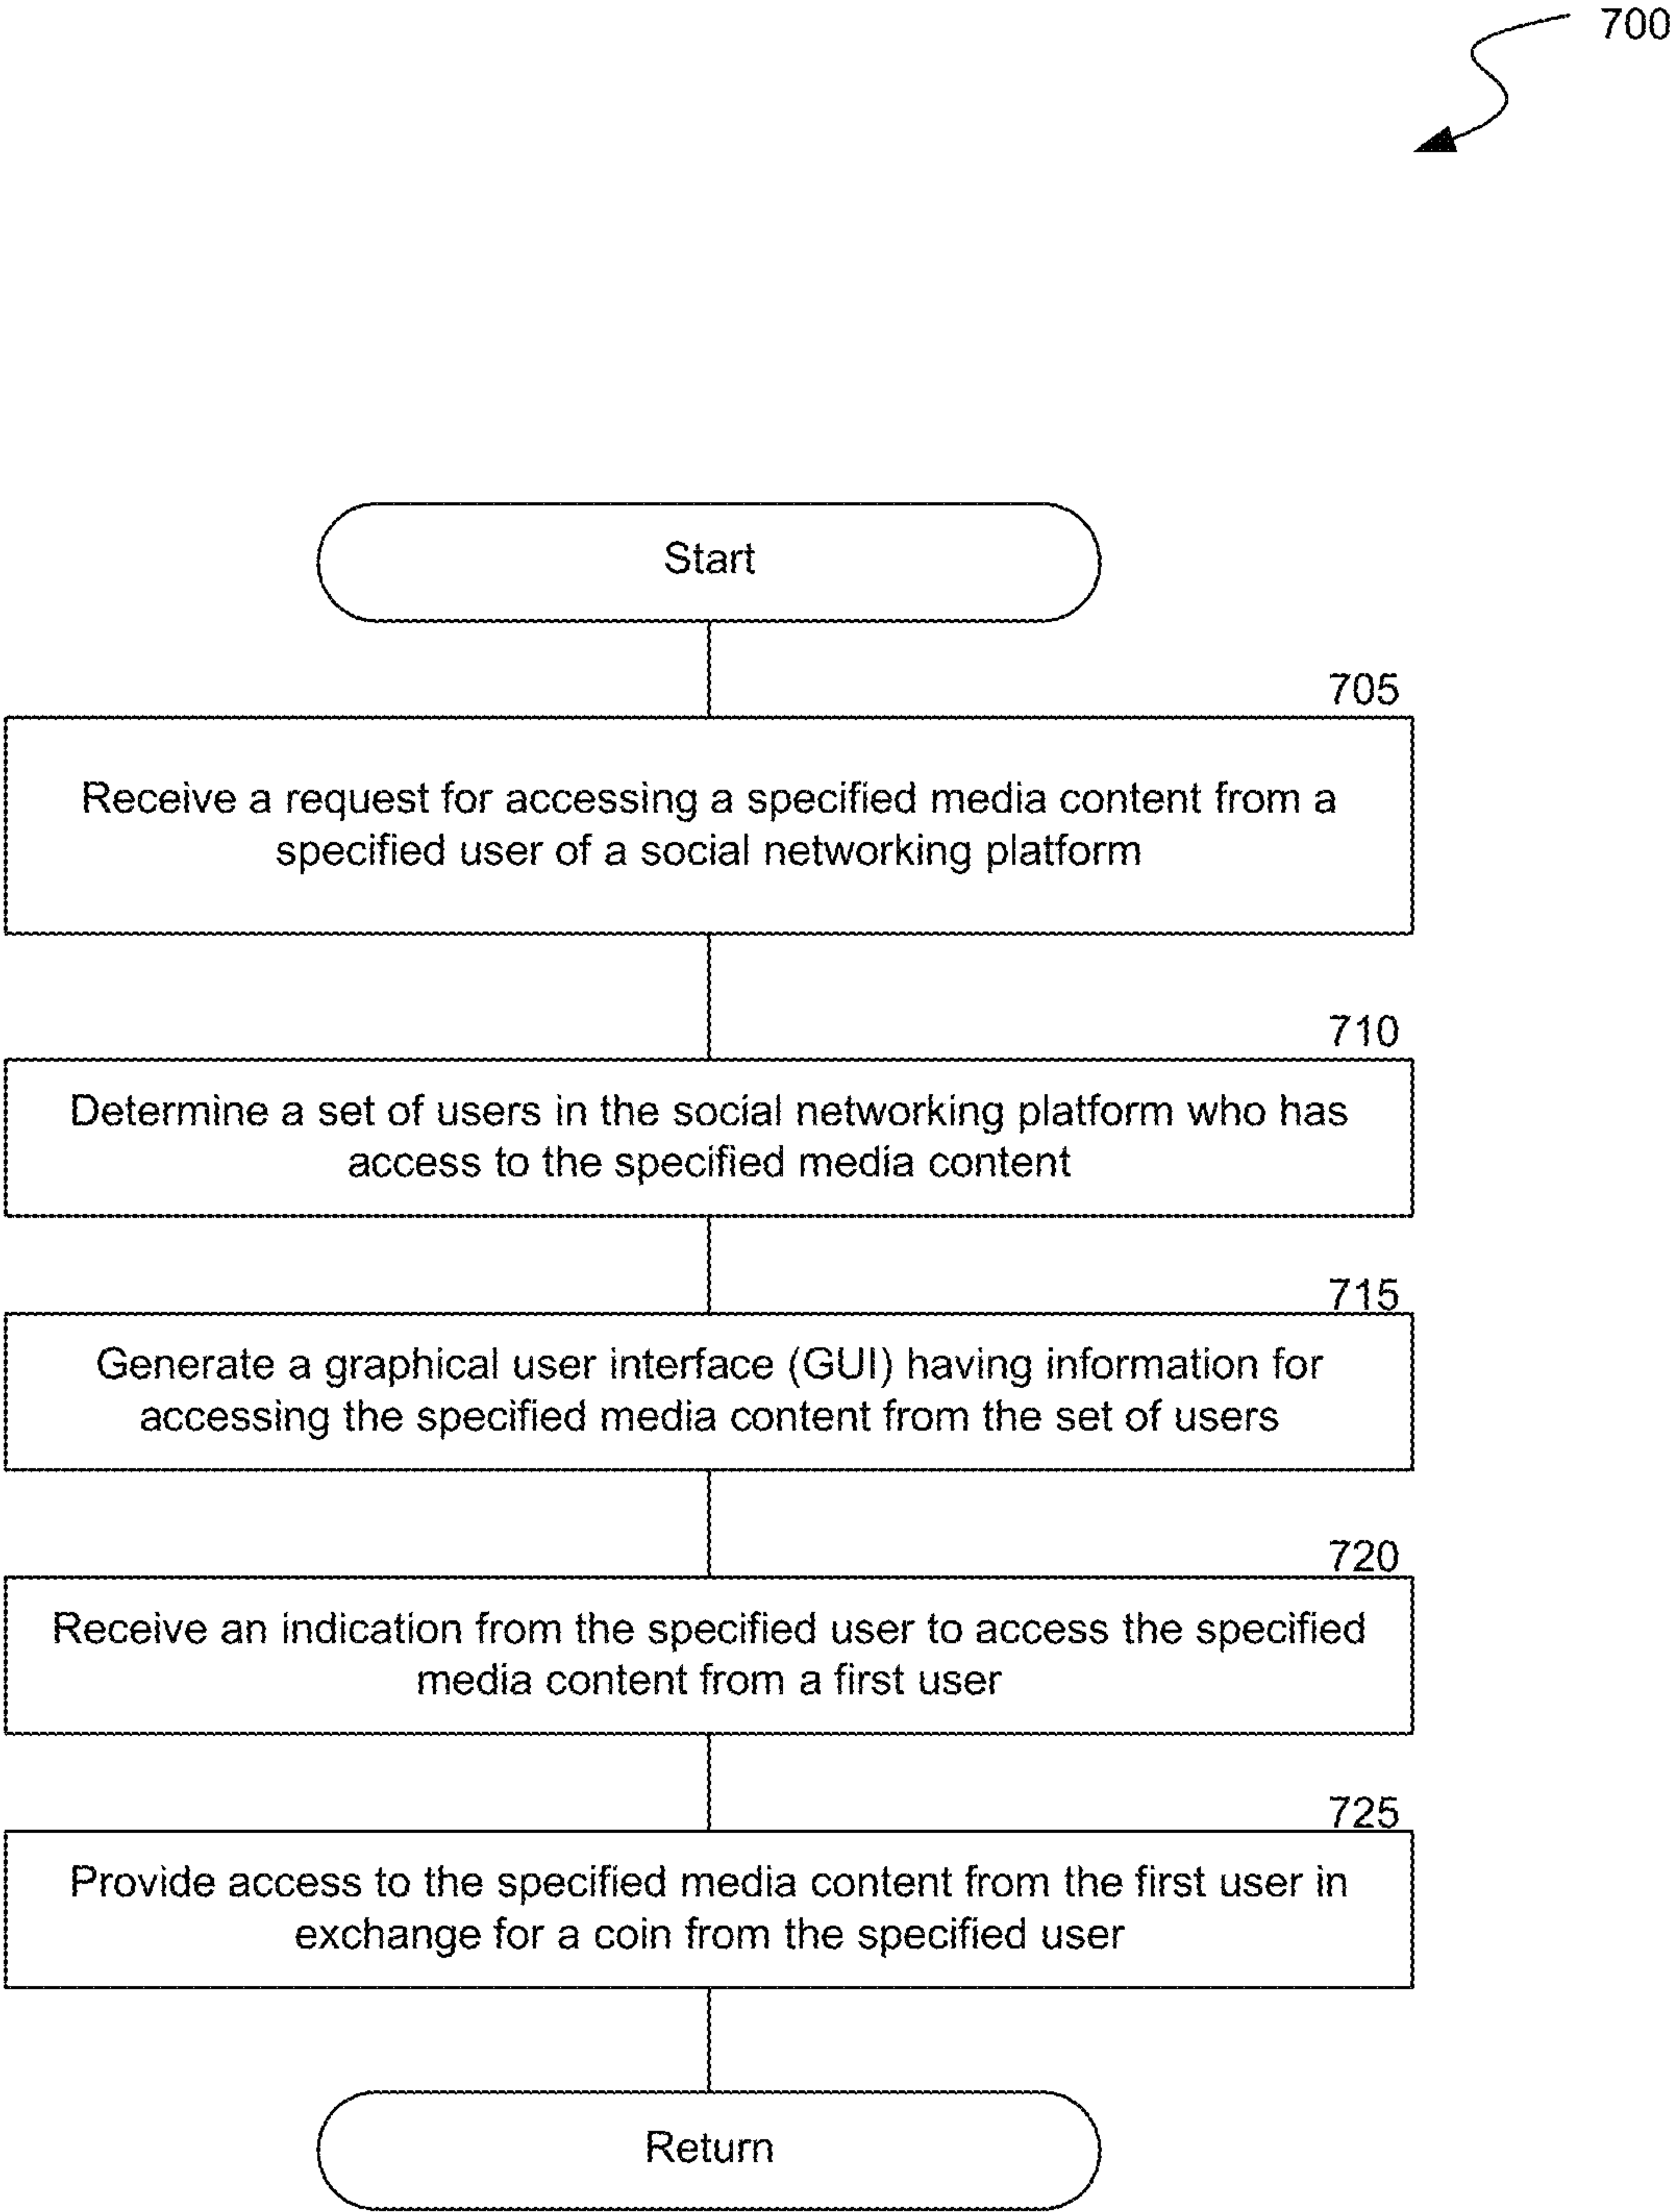 700
Start
705
Receive a request for accessing a specified media content from a
specified user of a social networking platform
710
Determine a set of users in the social networking platform who has
access to the specified media content
715
Generate a graphical user interface (GUI) having information for
accessing the specified media content from the set of users
720
Receive an indication from the specified user to access the specified
media content from a first user
725
Provide access to the specified media content from the first user in
exchange for a coin from the specified user
Return